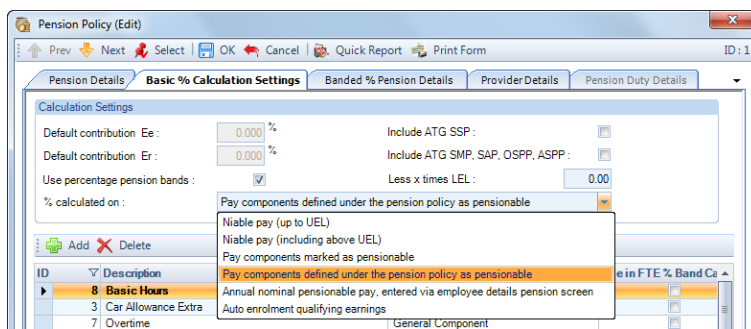 Pension Policy (Edit)
Prev Next Select OK Cancel Quick Report Print Form ID : 1
Pension Details Basic % Calculation Settings Banded % Pension Details Provider Details Pension Duty Details
Calculation Settings
Default contribution Ee : 0.000 % Include ATG SSP :
Default contribution Er : 0.000 % Include ATG SMP, SAP, OSPP, ASPP :
Use percentage pension bands : Less x times LEL : 0.00
% calculated on : Pay components defined under the pension policy as pensionable
Niable pay (up to UEL)
Niable pay (including above UEL)
Add Delete
Pay components marked as pensionable
ID Description Pay components defined under the pension policy as pensionable e in FTE % Band Ca
8 Basic Hours Annual nominal pensionable pay, entered via employee details pension screen
3 Car Allowance Extra Auto enrolment qualifying earnings
7 Overtime General Component